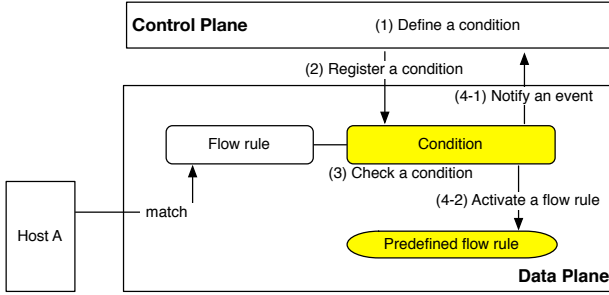 Control Plane
(1) Define a condition
(2) Register a condition
(4-1) Notify an event
Flow rule
Condition
(3) Check a condition
match
(4-2) Activate a flow rule
Host A
Predefined flow rule
Data Plane